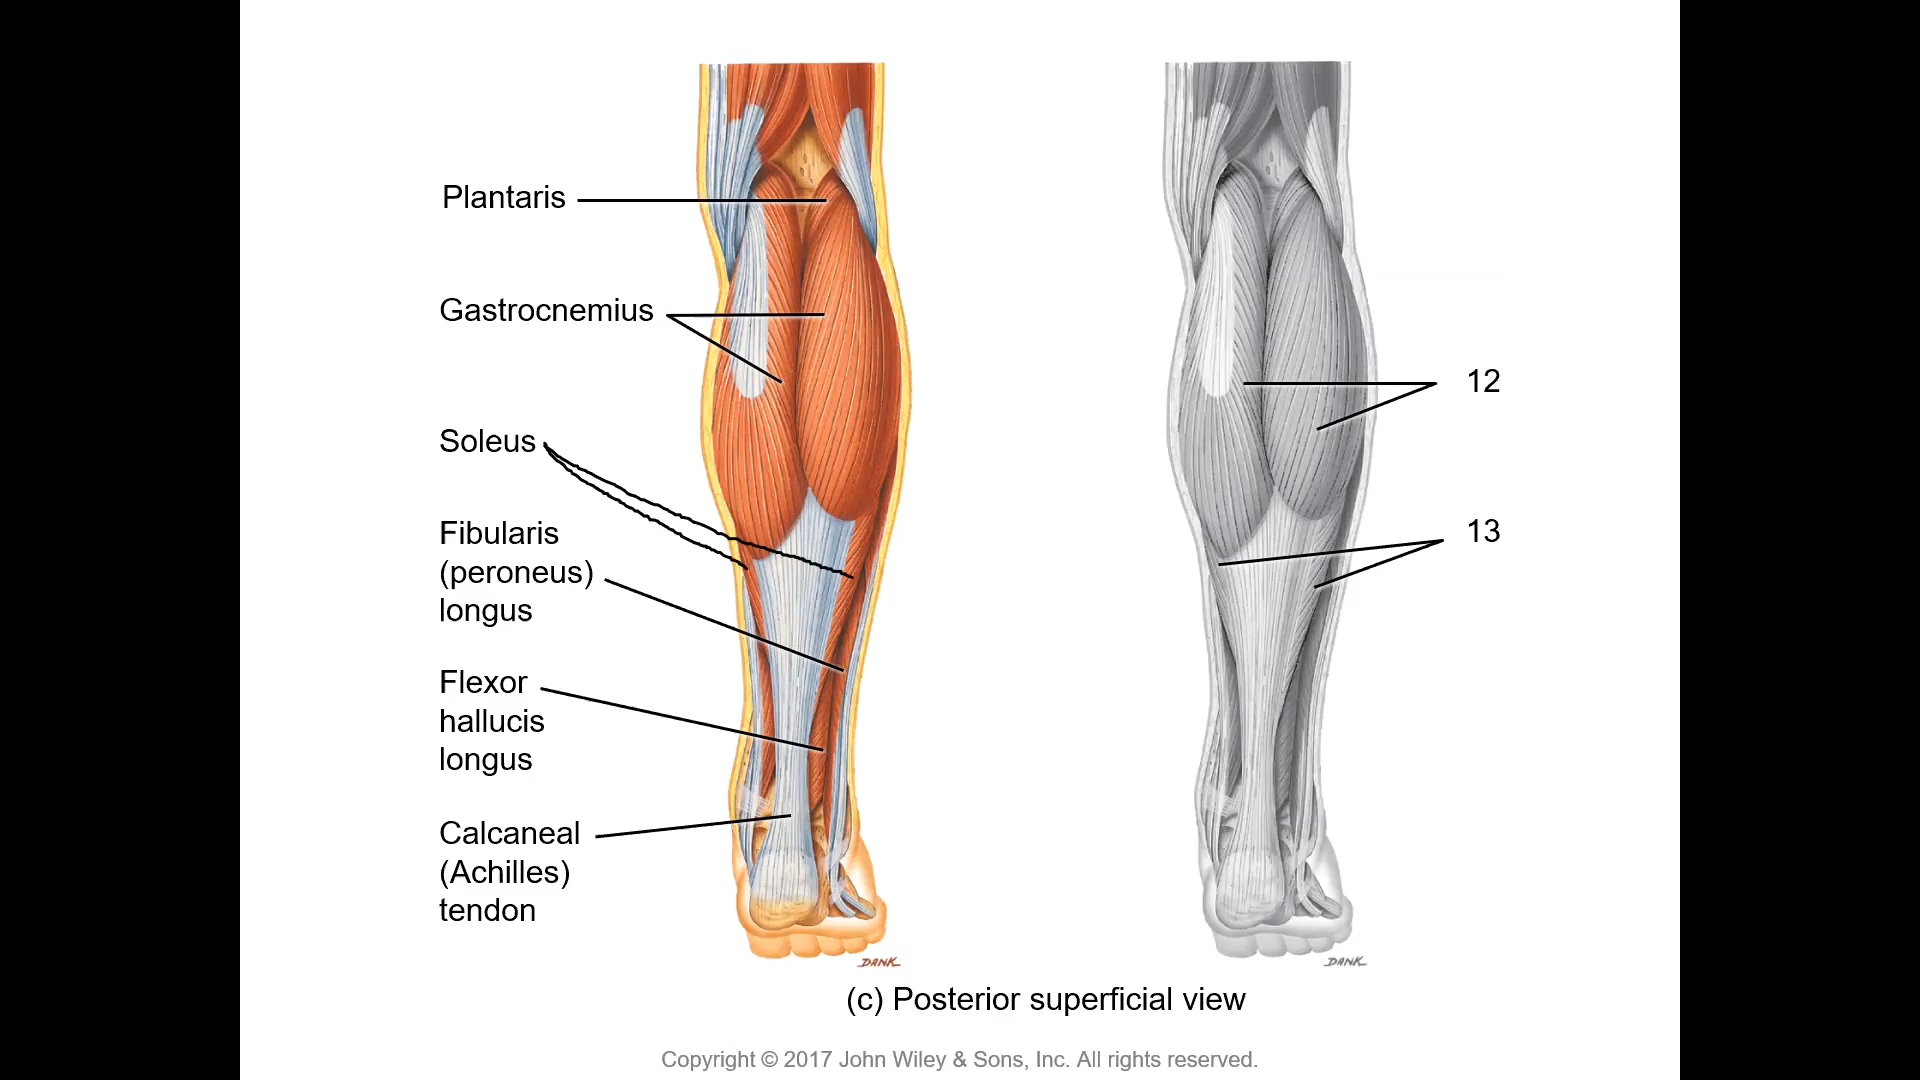 Plantaris
Gastrocnemius
12
Soleus
13
Fibularis
(peroneus)
longus
Flexor
hallucis
longus
Calcaneal
(Achilles)
tendon
DANK
DANK
(c) Posterior superficial view
Copyright © 2017 John Wiley & Sons, Inc. All rights reserved.